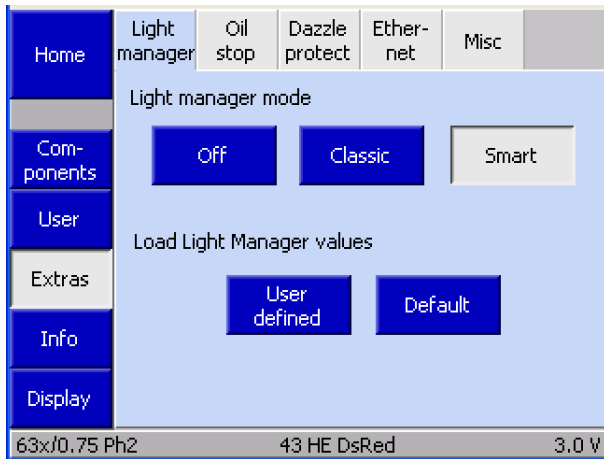 Home
Light manager
Oil stop
Dazzle protect
Ether-net
Misc
Light manager mode
Off
Classic
Smart
Com-ponents
User
Load Light Manager values
Extras
User defined
Default
Info
Display
63x/0.75 Ph2
43 HE DsRed
3.0 V